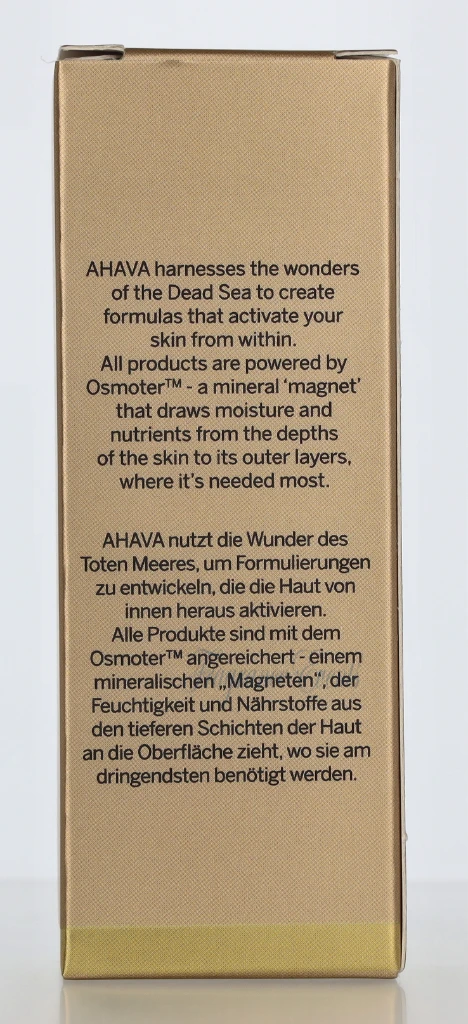 AHAVA harnesses the wonders
of the Dead Sea to create
formulas that activate your
skin from within.
All products are powered by
Osmoter™ - a mineral ‘magnet’
that draws moisture and
nutrients from the depths
of the skin to its outer layers,
where it’s needed most.
AHAVA nutzt die Wunder des
Toten Meeres, um Formulierungen
zu entwickeln, die die Haut von
innen heraus aktivieren.
Alle Produkte sind mit dem
Osmoter™ angereichert - einem
mineralischen „Magneten“, der
Feuchtigkeit und Nährstoffe aus
den tieferen Schichten der Haut
an die Oberfläche zieht, wo sie am
dringendsten benötigt werden.